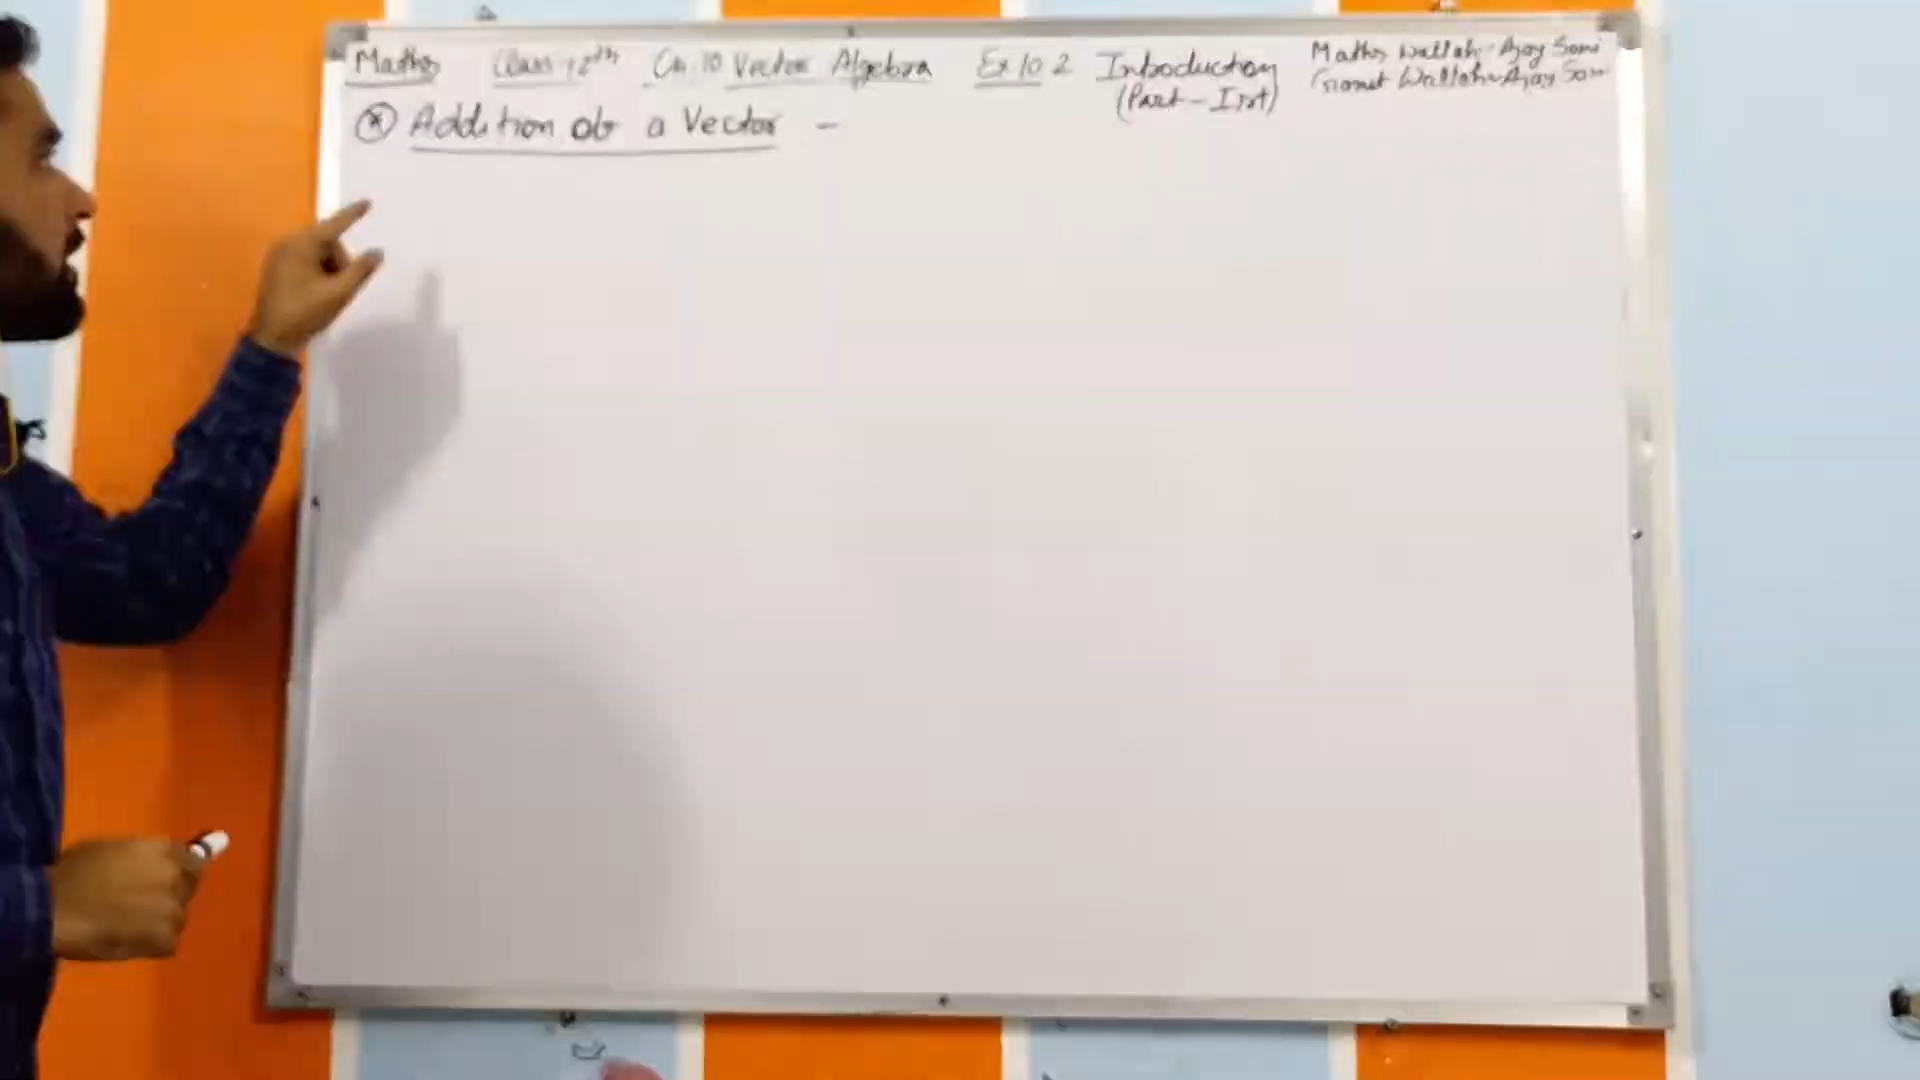 Maths Class 12th Ch. 10 Vector Algebra Ex 10.2 Introduction (Part - Ist)
Maths Wallah - Ajay Soni
Wallah - Ajay Soni
* Addition of a Vector -